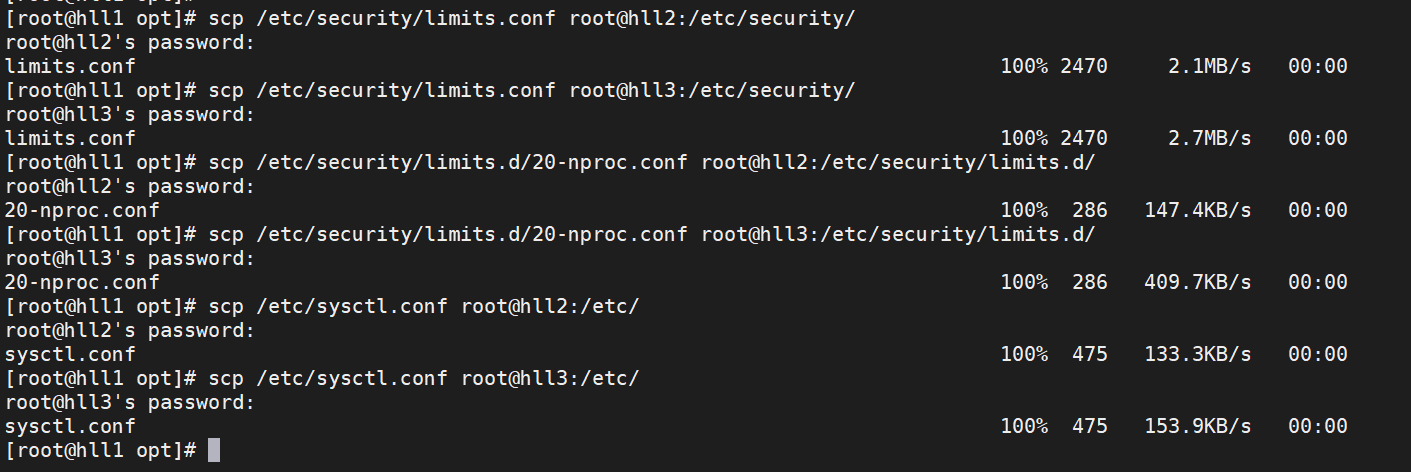 [root@hll1 opt]# scp /etc/security/limits.conf root@hll2:/etc/security/
root@hll2's password:
limits.conf 100% 2470 2.1MB/s 00:00
[root@hll1 opt]# scp /etc/security/limits.conf root@hll3:/etc/security/
root@hll3's password:
limits.conf 100% 2470 2.7MB/s 00:00
[root@hll1 opt]# scp /etc/security/limits.d/20-nproc.conf root@hll2:/etc/security/limits.d/
root@hll2's password:
20-nproc.conf 100% 286 147.4KB/s 00:00
[root@hll1 opt]# scp /etc/security/limits.d/20-nproc.conf root@hll3:/etc/security/limits.d/
root@hll3's password:
20-nproc.conf 100% 286 409.7KB/s 00:00
[root@hll1 opt]# scp /etc/sysctl.conf root@hll2:/etc/
root@hll2's password:
sysctl.conf 100% 475 133.3KB/s 00:00
[root@hll1 opt]# scp /etc/sysctl.conf root@hll3:/etc/
root@hll3's password:
sysctl.conf 100% 475 153.9KB/s 00:00
[root@hll1 opt]#